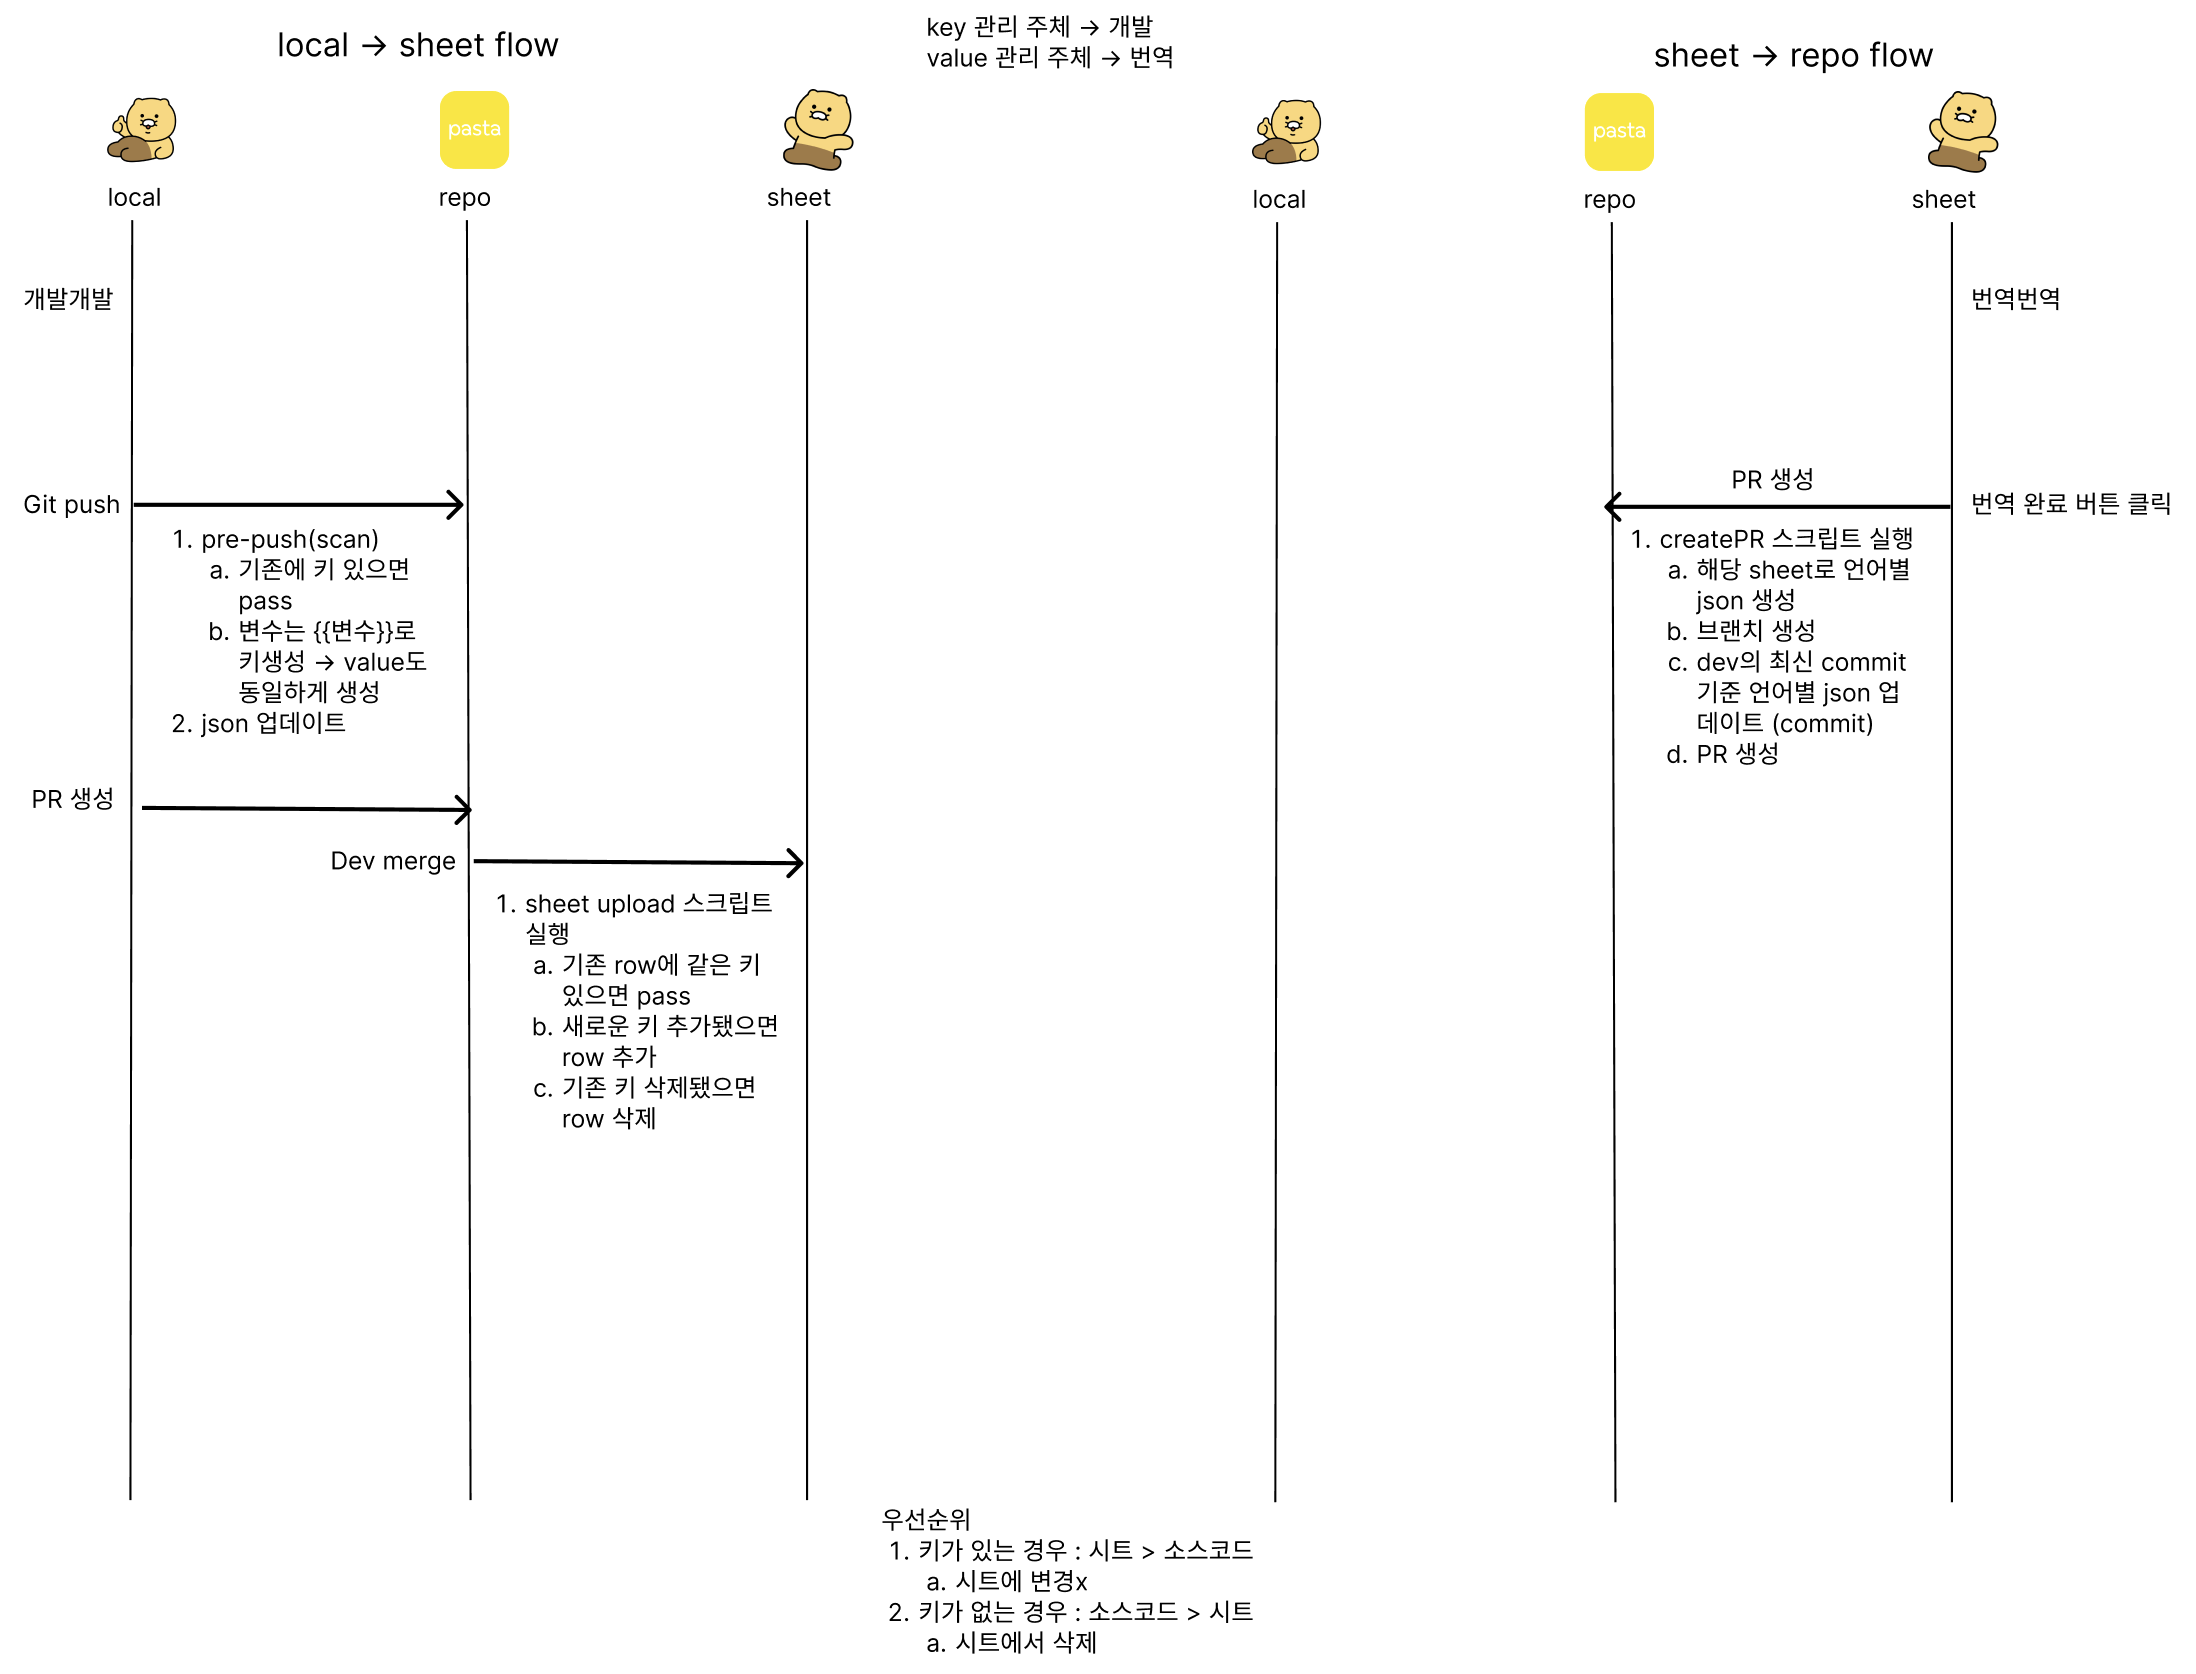 key 관리 주체 → 개발
value 관리 주체 → 번역
local → sheet flow
pasta
local
repo
sheet
개발개발
Git push
1. pre-push(scan)
a. 기존에 키 있으면
pass
b. 변수는 {{변수}}로
키생성 → value도
동일하게 생성
2. json 업데이트
PR 생성
Dev merge
1. sheet upload 스크립트
실행
a. 기존 row에 같은 키
있으면 pass
b. 새로운 키 추가됐으면
row 추가
c. 기존 키 삭제됐으면
row 삭제
sheet → repo flow
pasta
local
repo
sheet
번역번역
PR 생성
번역 완료 버튼 클릭
1. createPR 스크립트 실행
a. 해당 sheet로 언어별
json 생성
b. 브랜치 생성
c. dev의 최신 commit
기준 언어별 json 업
데이트 (commit)
d. PR 생성
우선순위
1. 키가 있는 경우 : 시트 > 소스코드
a. 시트에 변경x
2. 키가 없는 경우 : 소스코드 > 시트
a. 시트에서 삭제